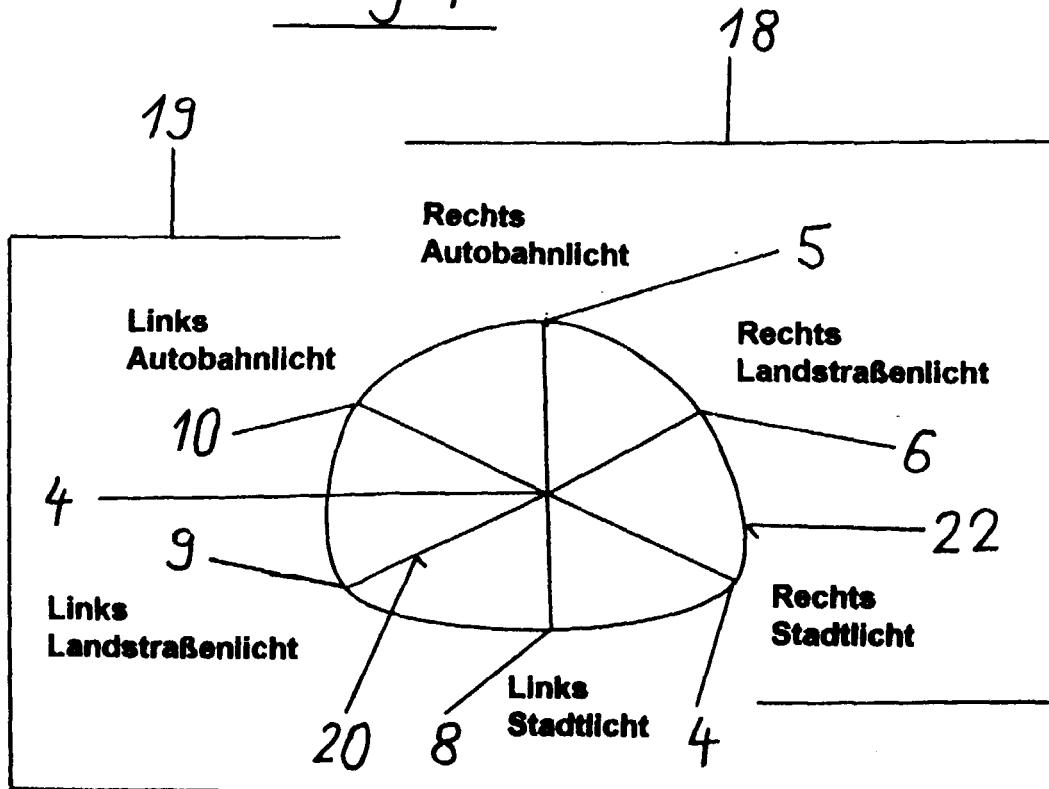 18
19
Rechts
Autobahnlicht
5
Links
Autobahnlicht
Rechts
Landstraßenlicht
10
6
4
22
9
Links
Landstraßenlicht
Rechts
Stadtlicht
Links
Stadtlicht
20
8
4